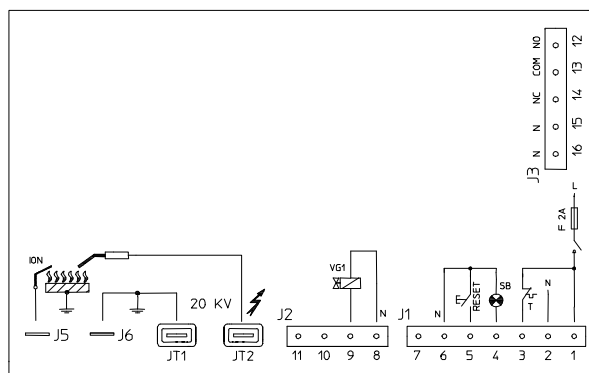 NO 12
COM 13
NC 14
N 15
N 16
J3
L
F 2A
ION
VG1
N
N
E
RESET
SB
T
N
20 KV
J2
J1
J5
J6
JT1
JT2
11 10 9 8
7 6 5 4 3 2 1